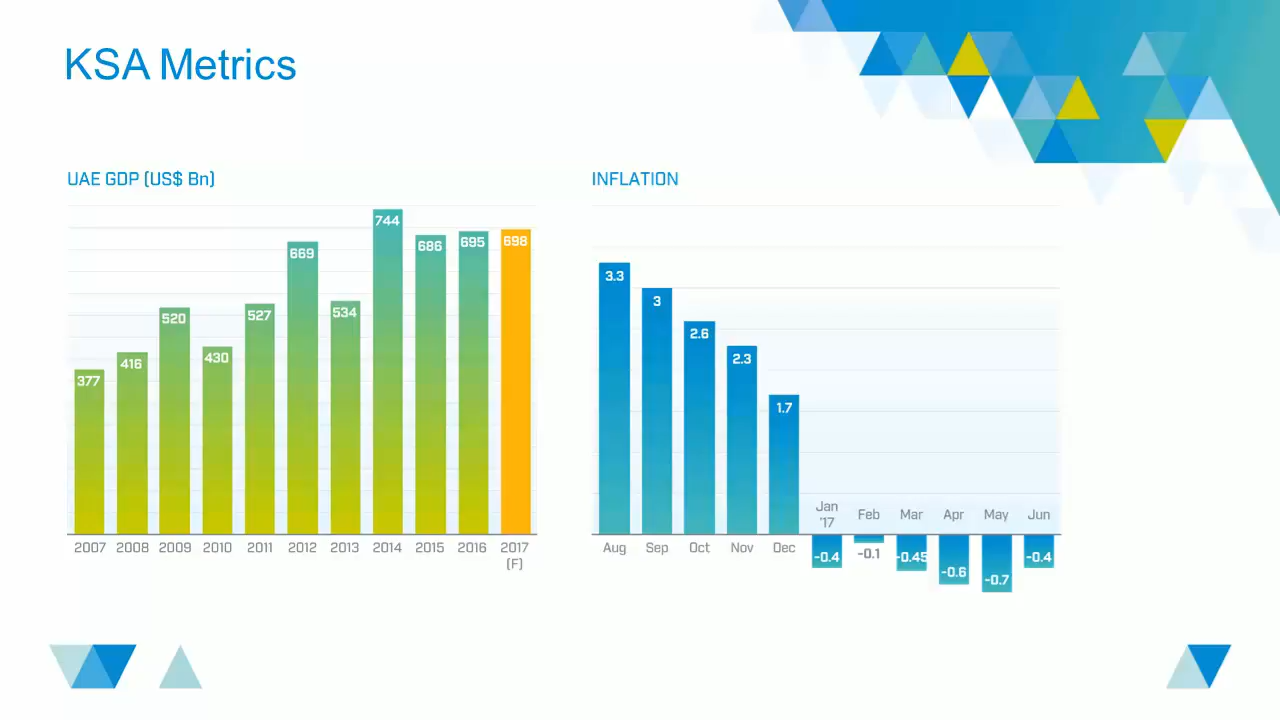 KSA Metrics
UAE GDP (US$ Bn)
377
416
520
430
527
669
534
744
686
695
698
2007 2008 2009 2010 2011 2012 2013 2014 2015 2016 2017
(F)
INFLATION
3.3
3
2.6
2.3
1.7
Jan
'17
Feb Mar Apr May Jun
Aug Sep Oct Nov Dec
-0.4
-0.1
-0.45
-0.6
-0.7
-0.4